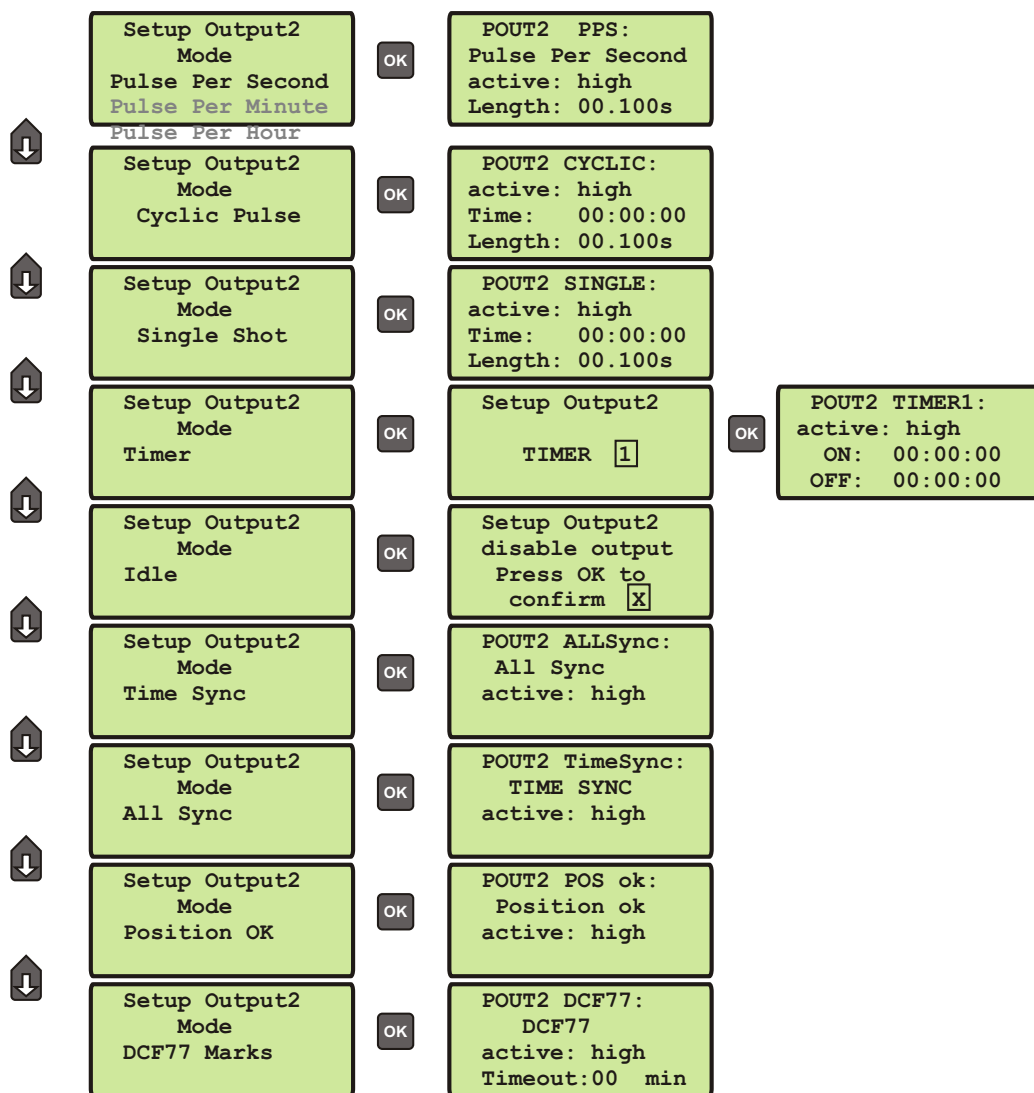 Setup Output2
Mode
Pulse Per Second
Pulse Per Minute
Pulse Per Hour
OK
POUT2 PPS:
Pulse Per Second
active: high
Length: 00.100s
Setup Output2
Mode
Cyclic Pulse
OK
POUT2 CYCLIC:
active: high
Time: 00:00:00
Length: 00.100s
Setup Output2
Mode
Single Shot
OK
POUT2 SINGLE:
active: high
Time: 00:00:00
Length: 00.100s
Setup Output2
Mode
Timer
OK
Setup Output2
TIMER 1
OK
POUT2 TIMER1:
active: high
ON: 00:00:00
OFF: 00:00:00
Setup Output2
Mode
Idle
OK
Setup Output2
disable output
Press OK to
confirm X
Setup Output2
Mode
Time Sync
OK
POUT2 ALLSync:
All Sync
active: high
Setup Output2
Mode
All Sync
OK
POUT2 TimeSync:
TIME SYNC
active: high
Setup Output2
Mode
Position OK
OK
POUT2 POS ok:
Position ok
active: high
Setup Output2
Mode
DCF77 Marks
OK
POUT2 DCF77:
DCF77
active: high
Timeout:00 min